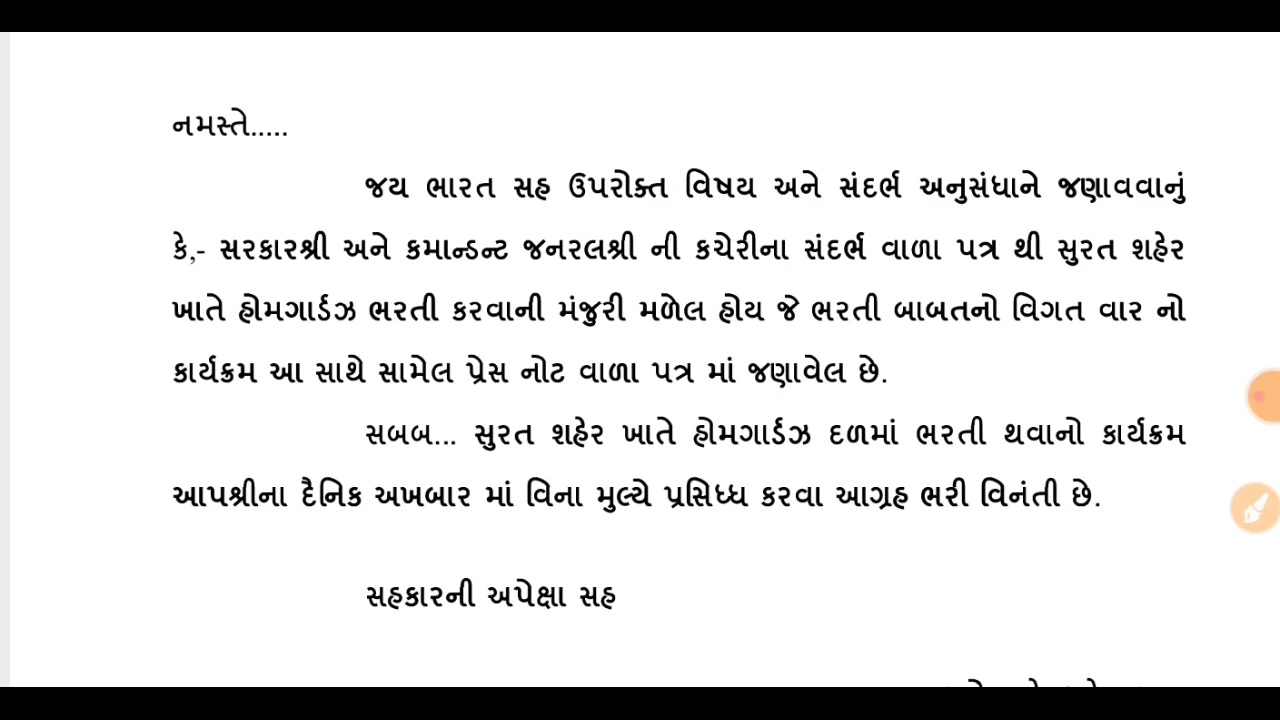 નમસ્તે.....
જય ભારત સહ ઉપરોક્ત વિષય અને સંદર્ભ અનુસંધાને જણાવવાનું
કે,- સરકારશ્રી અને કમાન્ડન્ટ જનરલશ્રી ની કચેરીના સંદર્ભ વાળા પત્ર થી સુરત શહેર
ખાતે હોમગાર્ડઝ ભરતી કરવાની મંજુરી મળેલ હોય જે ભરતી બાબતનો વિગત વાર નો
કાર્યક્રમ આ સાથે સામેલ પ્રેસ નોટ વાળા પત્ર માં જણાવેલ છે.
સબબ... સુરત શહેર ખાતે હોમગાર્ડઝ દળમાં ભરતી થવાનો કાર્યક્રમ
આપશ્રીના દૈનિક અખબાર માં વિના મુલ્યે પ્રસિધ્ધ કરવા આગ્રહ ભરી વિનંતી છે.
સહકારની અપેક્ષા સહ